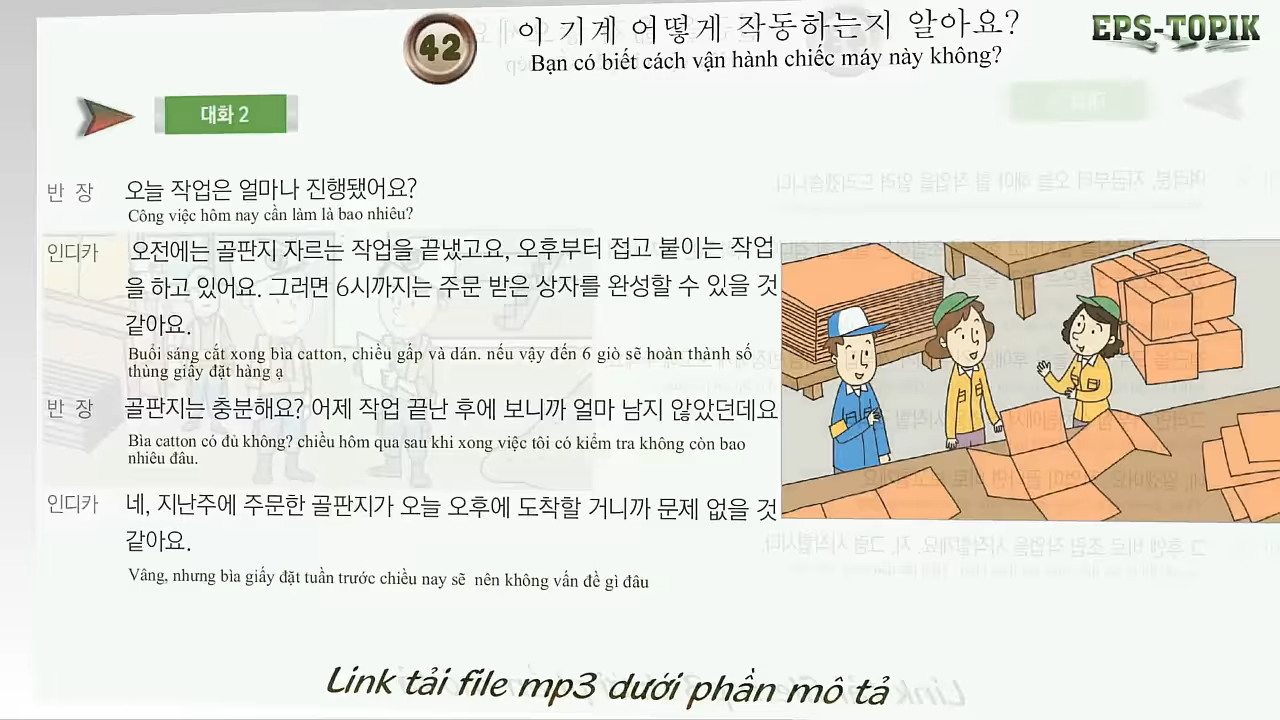 42
이 기계 어떻게 작동하는지 알아요?
Bạn có biết cách vận hành chiếc máy này không?
EPS-TOPIK
대화 2
반 장 오늘 작업은 얼마나 진행됐어요?
Công việc hôm nay cần làm là bao nhiêu?
인디카 오전에는 골판지 자르는 작업을 끝냈고요, 오후부터 접고 붙이는 작업
을 하고 있어요. 그러면 6시까지는 주문 받은 상자를 완성할 수 있을 것
같아요.
Buổi sáng cắt xong bìa catton, chiều gấp và dán. nếu vậy đến 6 giờ sẽ hoàn thành số
thùng giấy đặt hàng ạ
반 장 골판지는 충분해요? 어제 작업 끝난 후에 보니까 얼마 남지 않았던데요
Bìa catton có đủ không? chiều hôm qua sau khi xong việc tôi có kiểm tra không còn bao
nhiêu đâu.
인디카 네, 지난주에 주문한 골판지가 오늘 오후에 도착할 거니까 문제 없을 것
같아요.
Vâng, nhưng bìa giấy đặt tuần trước chiều nay sẽ nên không vấn đề gì đâu
Link tải file mp3 dưới phần mô tả